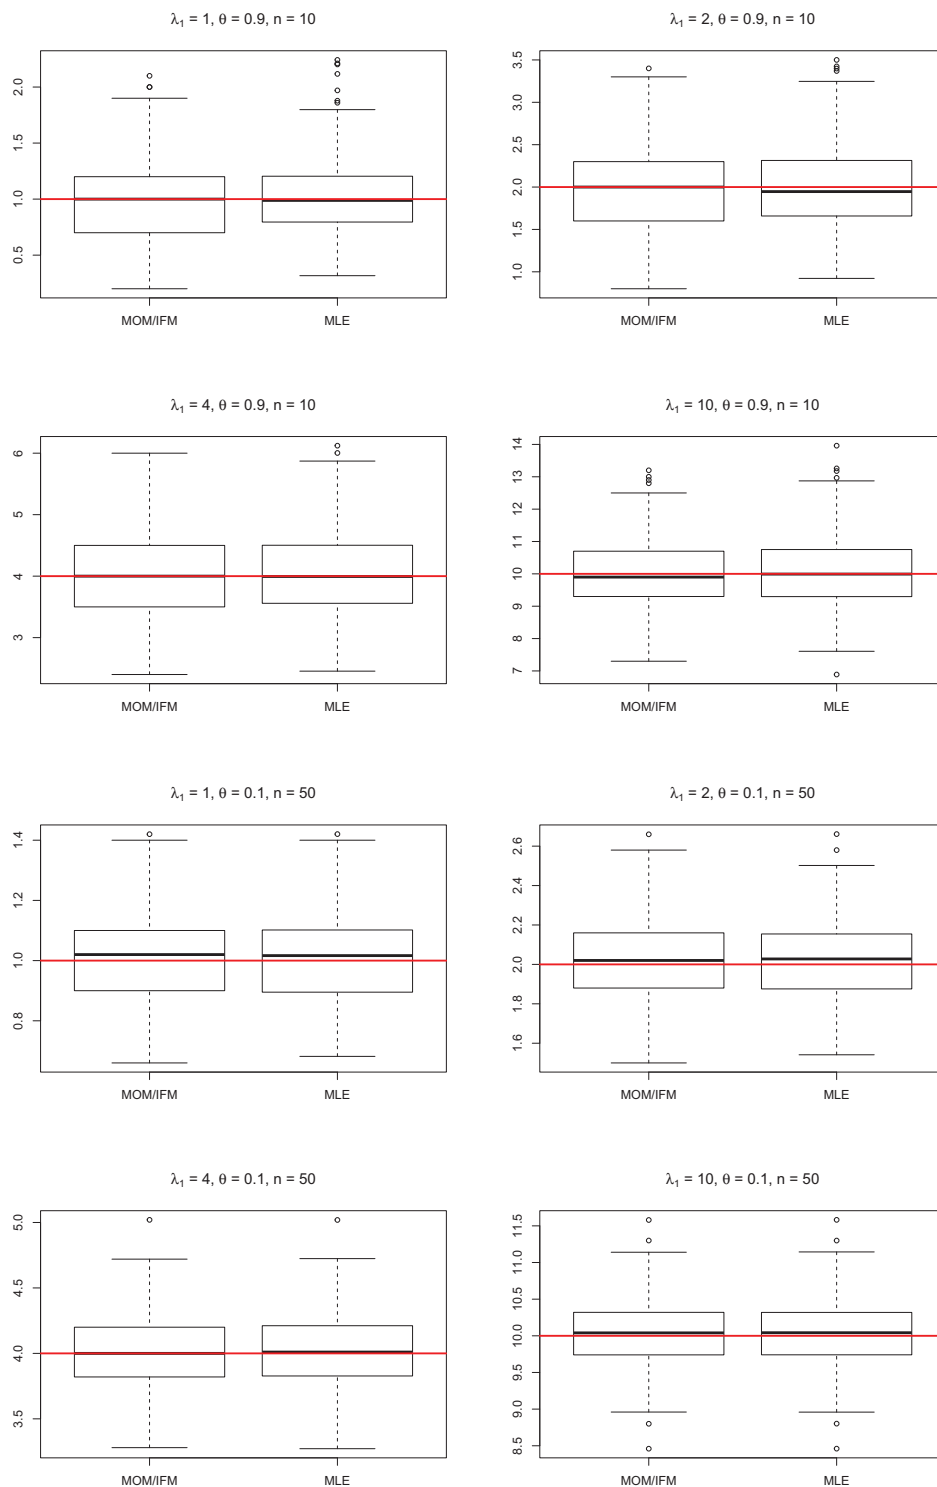 λ₁ = 1, θ = 0.9, n = 10
2.0
1.5
1.0
0.5
MOM/IFM MLE
λ₁ = 2, θ = 0.9, n = 10
3.5
3.0
2.5
2.0
1.5
1.0
MOM/IFM MLE
λ₁ = 4, θ = 0.9, n = 10
6
5
4
3
MOM/IFM MLE
λ₁ = 10, θ = 0.9, n = 10
14
13
12
11
10
9
8
7
MOM/IFM MLE
λ₁ = 1, θ = 0.1, n = 50
1.4
1.2
1.0
0.8
MOM/IFM MLE
λ₁ = 2, θ = 0.1, n = 50
2.6
2.4
2.2
2.0
1.8
1.6
MOM/IFM MLE
λ₁ = 4, θ = 0.1, n = 50
5.0
4.5
4.0
3.5
MOM/IFM MLE
λ₁ = 10, θ = 0.1, n = 50
11.5
11.0
10.5
10.0
9.5
9.0
8.5
MOM/IFM MLE